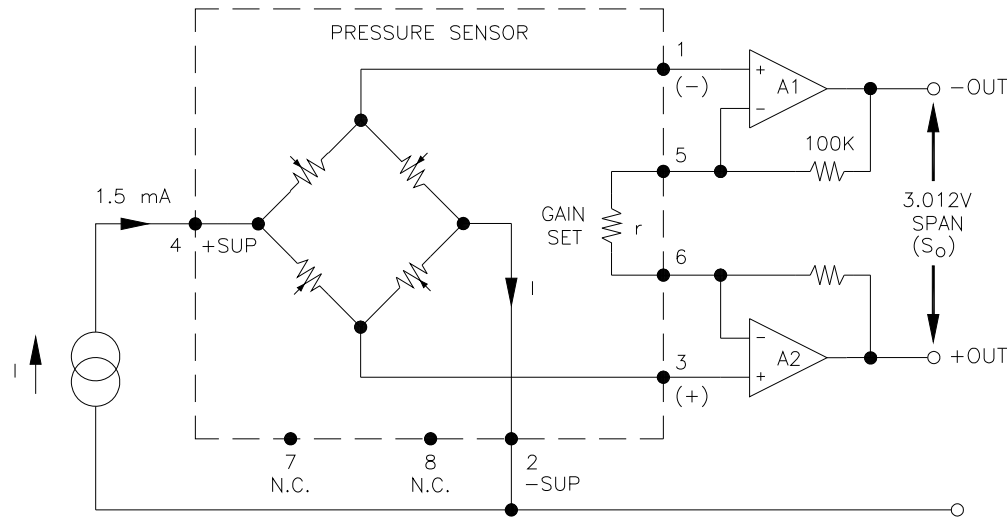 PRESSURE SENSOR
1
(-)
+
-
A1
-OUT
100K
5
1.5 mA
4
+SUP
GAIN
SET
r
3.012V
SPAN
(So)
6
I
I
-
+
A2
+OUT
3
(+)
7
N.C.
8
N.C.
2
-SUP